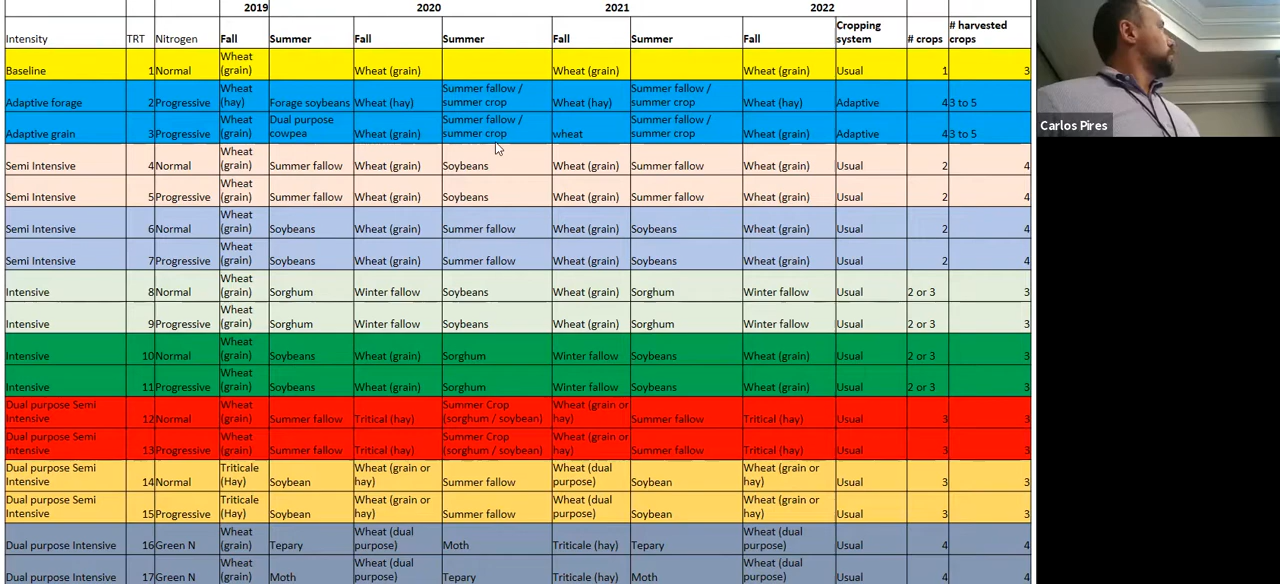 2019 2020 2021 2022
Intensity TRT Nitrogen Fall Summer Fall Summer Fall Summer Fall Cropping system # crops # harvested crops
Baseline 1 Normal Wheat (grain) Wheat (grain) Wheat (grain) Wheat (grain) Usual 1 3
Adaptive forage 2 Progressive Wheat (hay) Forage soybeans Wheat (hay) Summer fallow / summer crop Wheat (hay) Summer fallow / summer crop Wheat (hay) Adaptive 4 3 to 5
Adaptive grain 3 Progressive Wheat (grain) Dual purpose cowpea Wheat (grain) Summer fallow / summer crop wheat Summer fallow / summer crop Wheat (grain) Adaptive 4 3 to 5
Semi Intensive 4 Normal Wheat (grain) Summer fallow Wheat (grain) Soybeans Wheat (grain) Summer fallow Wheat (grain) Usual 2 4
Semi Intensive 5 Progressive Wheat (grain) Summer fallow Wheat (grain) Soybeans Wheat (grain) Summer fallow Wheat (grain) Usual 2 4
Semi Intensive 6 Normal Wheat (grain) Soybeans Wheat (grain) Summer fallow Wheat (grain) Soybeans Wheat (grain) Usual 2 4
Semi Intensive 7 Progressive Wheat (grain) Soybeans Wheat (grain) Summer fallow Wheat (grain) Soybeans Wheat (grain) Usual 2 4
Intensive 8 Normal Wheat (grain) Sorghum Winter fallow Soybeans Wheat (grain) Sorghum Winter fallow Usual 2 or 3 3
Intensive 9 Progressive Wheat (grain) Sorghum Winter fallow Soybeans Wheat (grain) Sorghum Winter fallow Usual 2 or 3 3
Intensive 10 Normal Wheat (grain) Soybeans Wheat (grain) Sorghum Winter fallow Soybeans Wheat (grain) Usual 2 or 3 3
Intensive 11 Progressive Wheat (grain) Soybeans Wheat (grain) Sorghum Winter fallow Soybeans Wheat (grain) Usual 2 or 3 3
Dual purpose Semi Intensive 12 Normal Wheat (grain) Summer fallow Tritical (hay) Summer Crop (sorghum / soybean) Wheat (grain or hay) Summer fallow Tritical (hay) Usual 3 3
Dual purpose Semi Intensive 13 Progressive Wheat (grain) Summer fallow Tritical (hay) Summer Crop (sorghum / soybean) Wheat (grain or hay) Summer fallow Tritical (hay) Usual 3 3
Dual purpose Semi Intensive 14 Normal Triticale (Hay) Soybean Wheat (grain or hay) Summer fallow Wheat (dual purpose) Soybean Wheat (grain or hay) Usual 3 3
Dual purpose Semi Intensive 15 Progressive Triticale (Hay) Soybean Wheat (grain or hay) Summer fallow Wheat (dual purpose) Soybean Wheat (grain or hay) Usual 3 3
Dual purpose Intensive 16 Green N Wheat (grain) Tepary Wheat (dual purpose) Moth Triticale (hay) Tepary Wheat (dual purpose) Usual 4 4
Dual purpose Intensive 17 Green N Wheat (grain) Moth Wheat (dual purpose) Tepary Triticale (hay) Moth Wheat (dual purpose) Usual 4 4
Carlos Pires